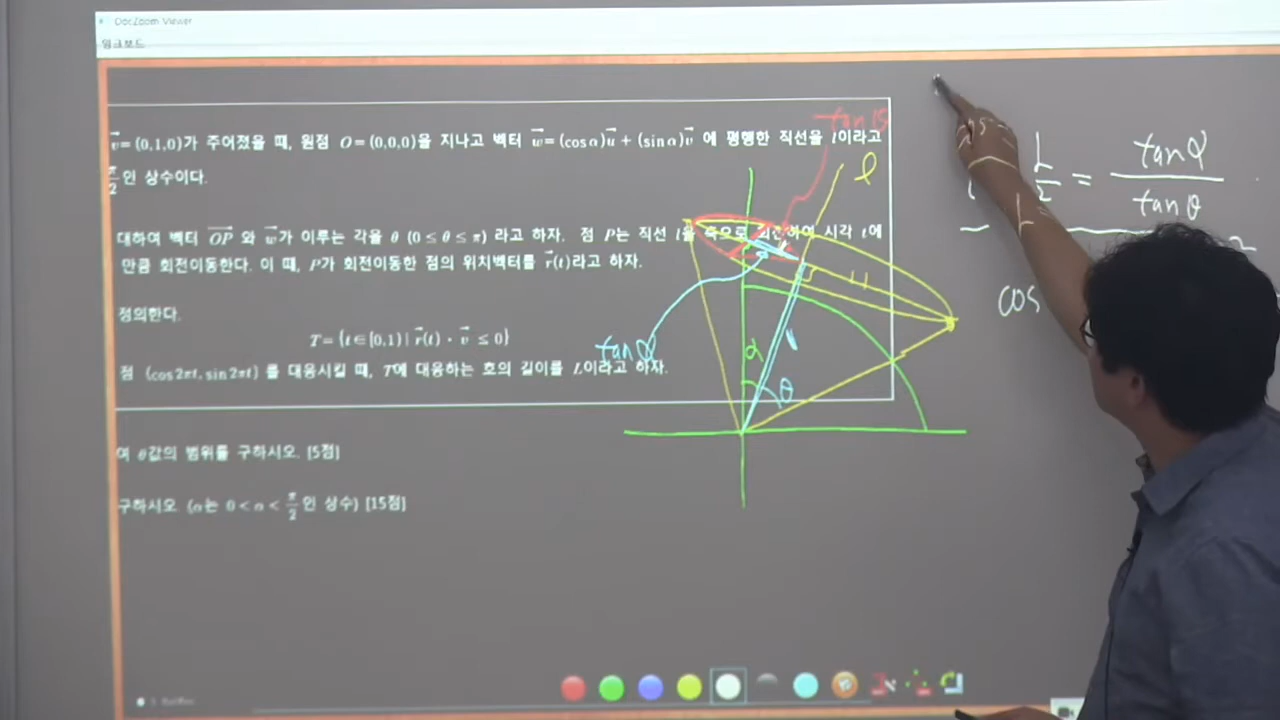 DocZoom Viewer
잉크보드
v⃗=(0,1,0)가 주어졌을 때, 원점 O=(0,0,0)을 지나고 벡터 w⃗=(cosα)u⃗+(sinα)v⃗ 에 평행한 직선을 l이라고
π/2 인 상수이다.
대하여 벡터 OP 와 w⃗가 이루는 각을 θ (0≤θ≤π) 라고 하자. 점 P는 직선 l을 축으로 회전하여 시각 t에
만큼 회전이동한다. 이 때, P가 회전이동한 점의 위치벡터를 r⃗(t)라고 하자.
정의한다.
T={t∈[0,1) | r⃗(t)・v⃗ ≤0}
점 (cos2πt, sin2πt) 를 대응시킬 때, T에 대응하는 호의 길이를 L이라고 하자.
여 θ값의 범위를 구하시오. [5점]
구하시오 (α는 0<α<π/2인 상수) [15점]
l
α
θ
1
L/2 = tanα/tanθ
cos